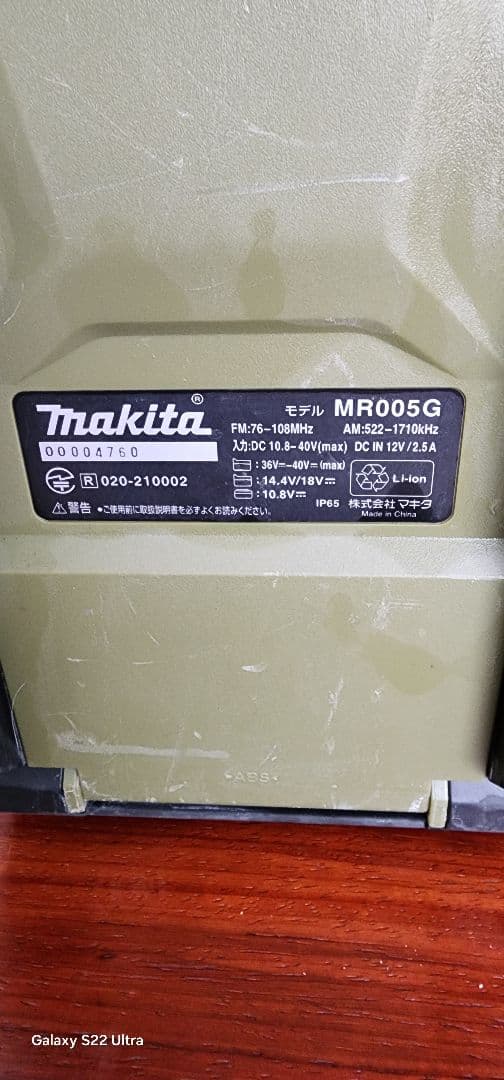 makita®
モデル MR005G
FM:76-108MHz AM:522-1710kHz
00004760
入力:DC 10.8-40V(max) DC IN 12V/2.5A
:36V⎓-40V⎓(max)
Li-ion
R 020-210002
:14.4V/18V⎓
:10.8V⎓
IP65 株式会社 マキタ
⚠警告 •ご使用前に取扱説明書を必ずよくお読みください。
Made in China
>ABS<
Galaxy S22 Ultra